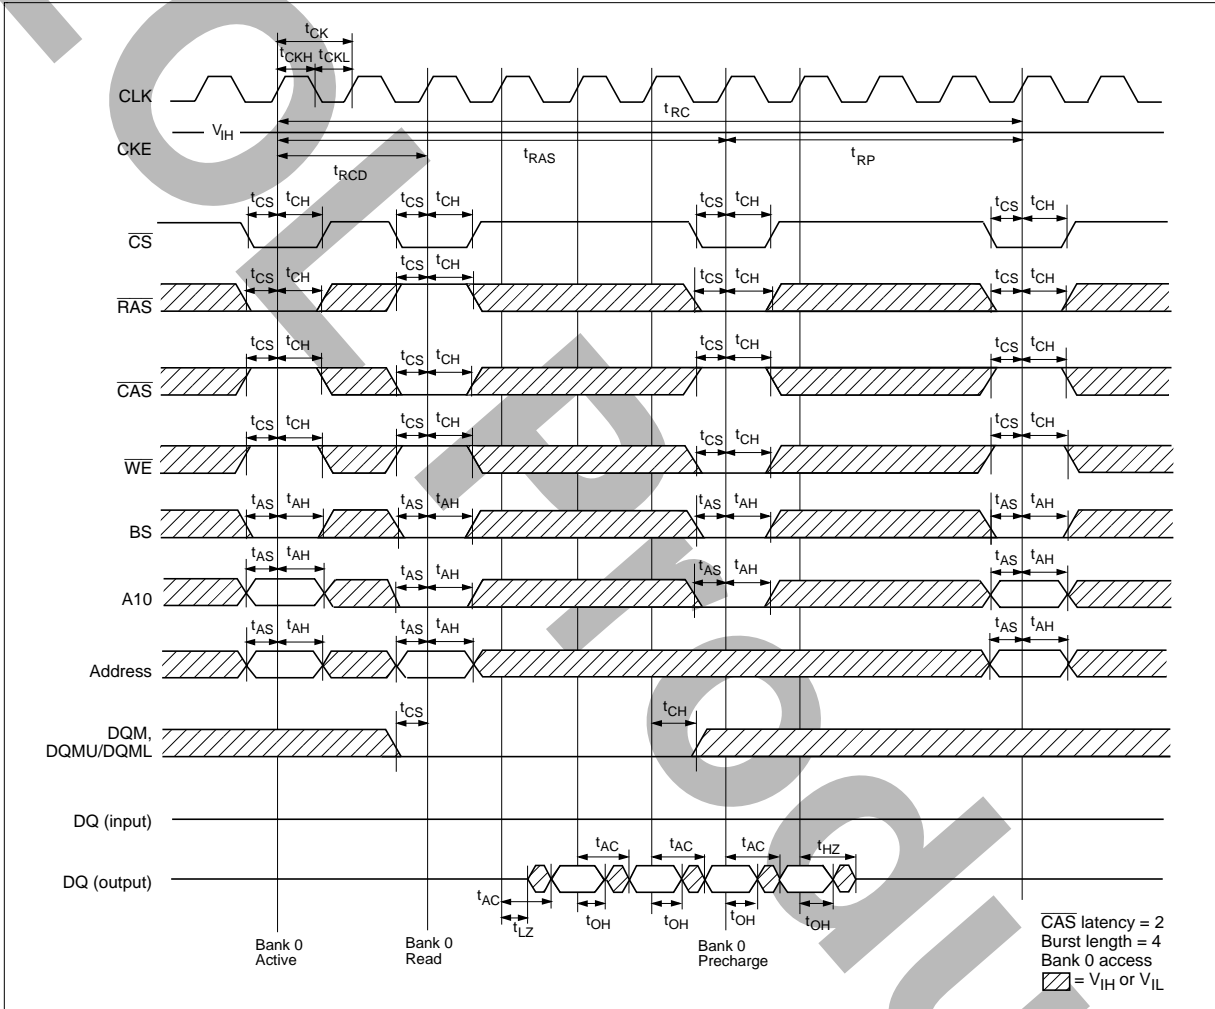 tCK
tCKH tCKL
CLK
tRC
VIH
CKE
tRAS tRP
tRCD
tCS tCH tCS tCH tCS tCH tCS tCH
CS
tCS tCH tCS tCH tCS tCH tCS tCH
RAS
tCS tCH tCS tCH tCS tCH tCS tCH
CAS
tCS tCH tCS tCH tCS tCH tCS tCH
WE
tAS tAH tAS tAH tAS tAH tAS tAH
BS
tAS tAH tAS tAH tAS tAH tAS tAH
A10
tAS tAH tAS tAH tAS tAH
Address
tCS tCH
DQM,
DQMU/DQML
DQ (input)
tAC tAC tAC tHZ
DQ (output)
tAC
tLZ tOH tOH tOH tOH
Bank 0
Active
Bank 0
Read
Bank 0
Precharge
CAS latency = 2
Burst length = 4
Bank 0 access
= VIH or VIL
EOL Produ